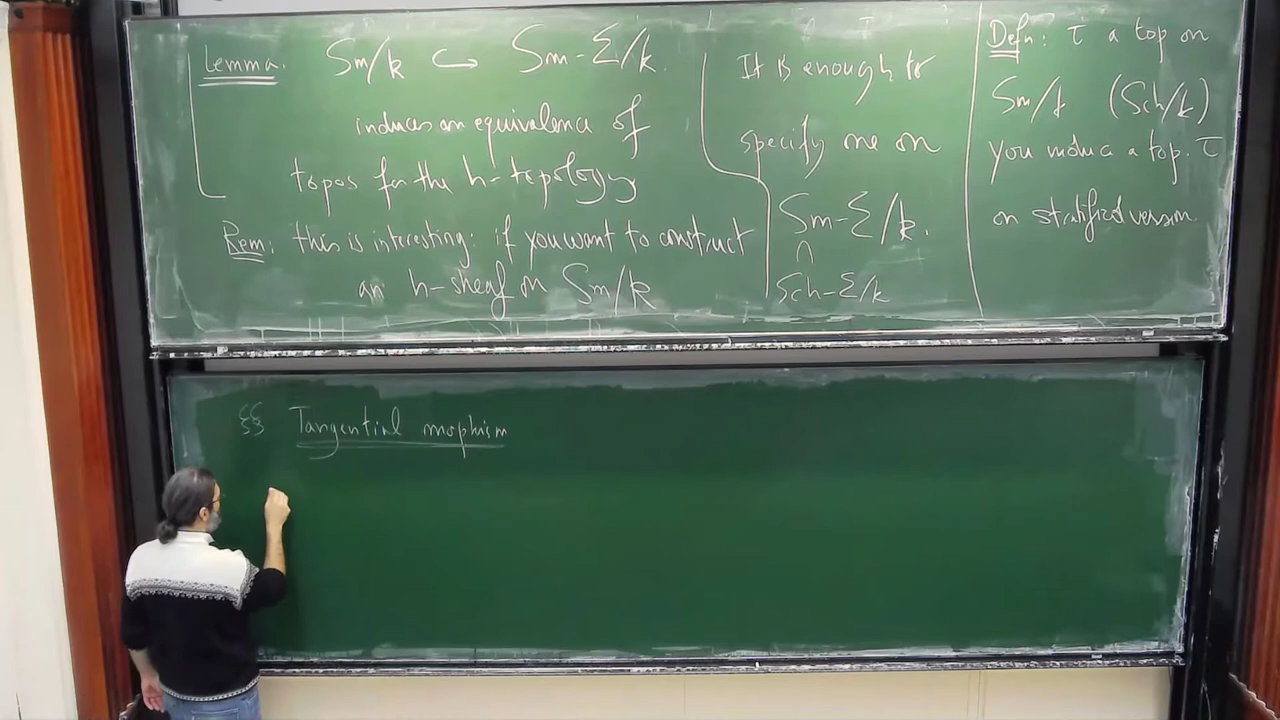 Lemma. Sm/k ↪ Sm-Σ/k.
induces an equivalence of
topos for the h-topology
Rem: this is interesting: if you want to construct
an h-sheaf on Sm/k
It is enough to
specify one on
Sm-Σ/k.
∩
Sch-Σ/k
Defn: τ a top on
Sm/k (Sch/k)
you induce a top. τ
on stratified version.
§§ Tangential morphism